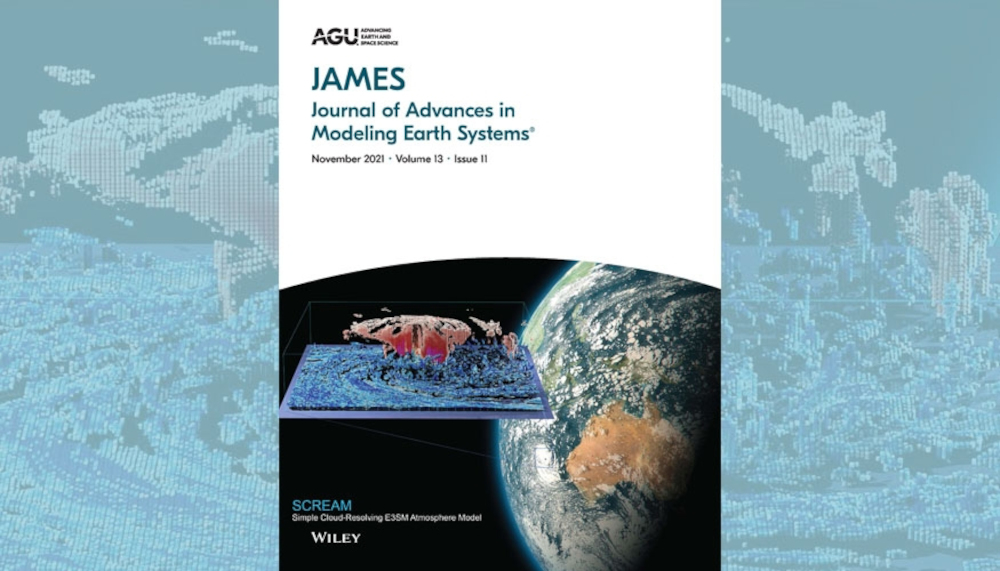 AGU ADVANCING
EARTH AND
SPACE SCIENCE
JAMES
Journal of Advances in
Modeling Earth Systems®
November 2021 · Volume 13 · Issue 11
SCREAM
Simple Cloud-Resolving E3SM Atmosphere Model
WILEY